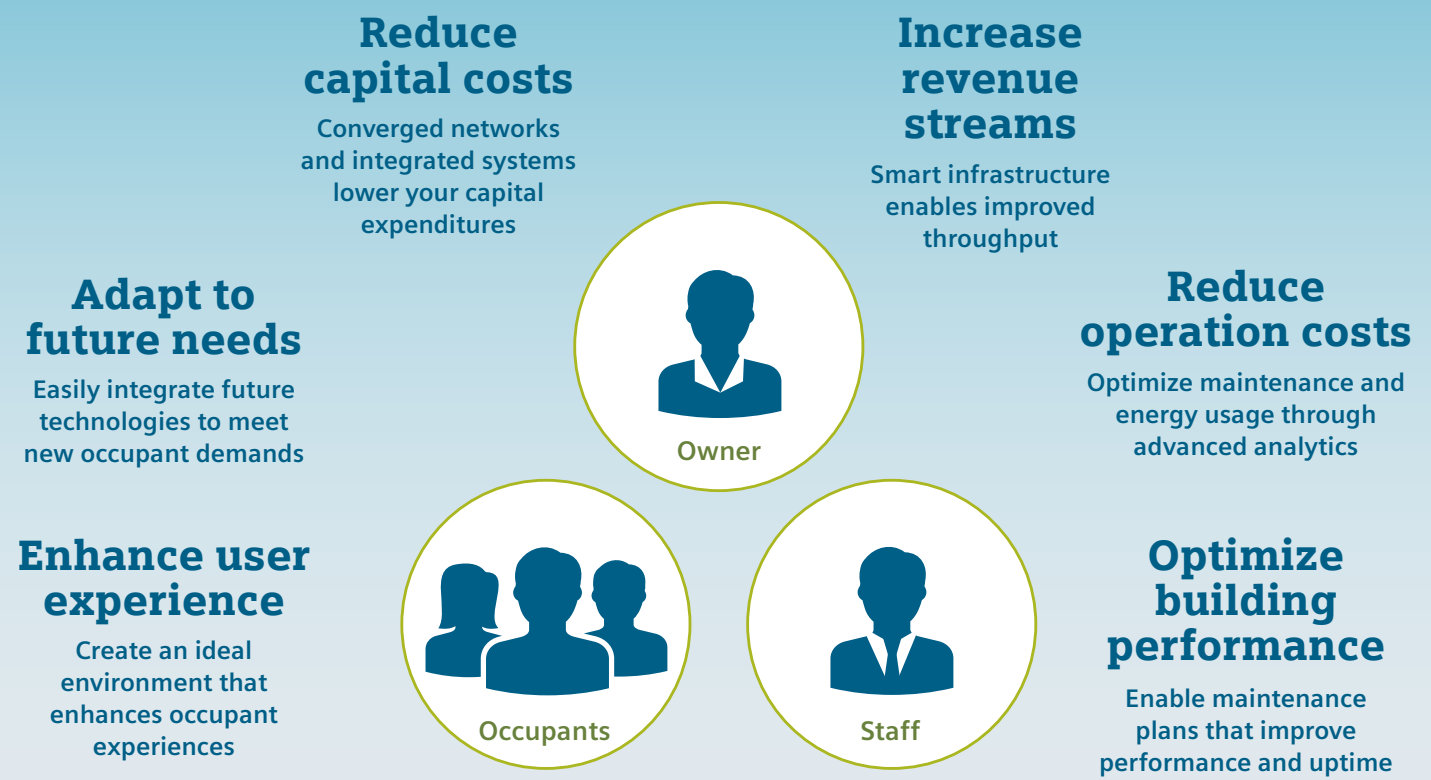 Reduce
capital costs
Converged networks
and integrated systems
lower your capital
expenditures
Increase
revenue
streams
Smart infrastructure
enables improved
throughput
Adapt to
future needs
Easily integrate future
technologies to meet
new occupant demands
Owner
Reduce
operation costs
Optimize maintenance and
energy usage through
advanced analytics
Enhance user
experience
Create an ideal
environment that
enhances occupant
experiences
Occupants
Staff
Optimize
building
performance
Enable maintenance
plans that improve
performance and uptime